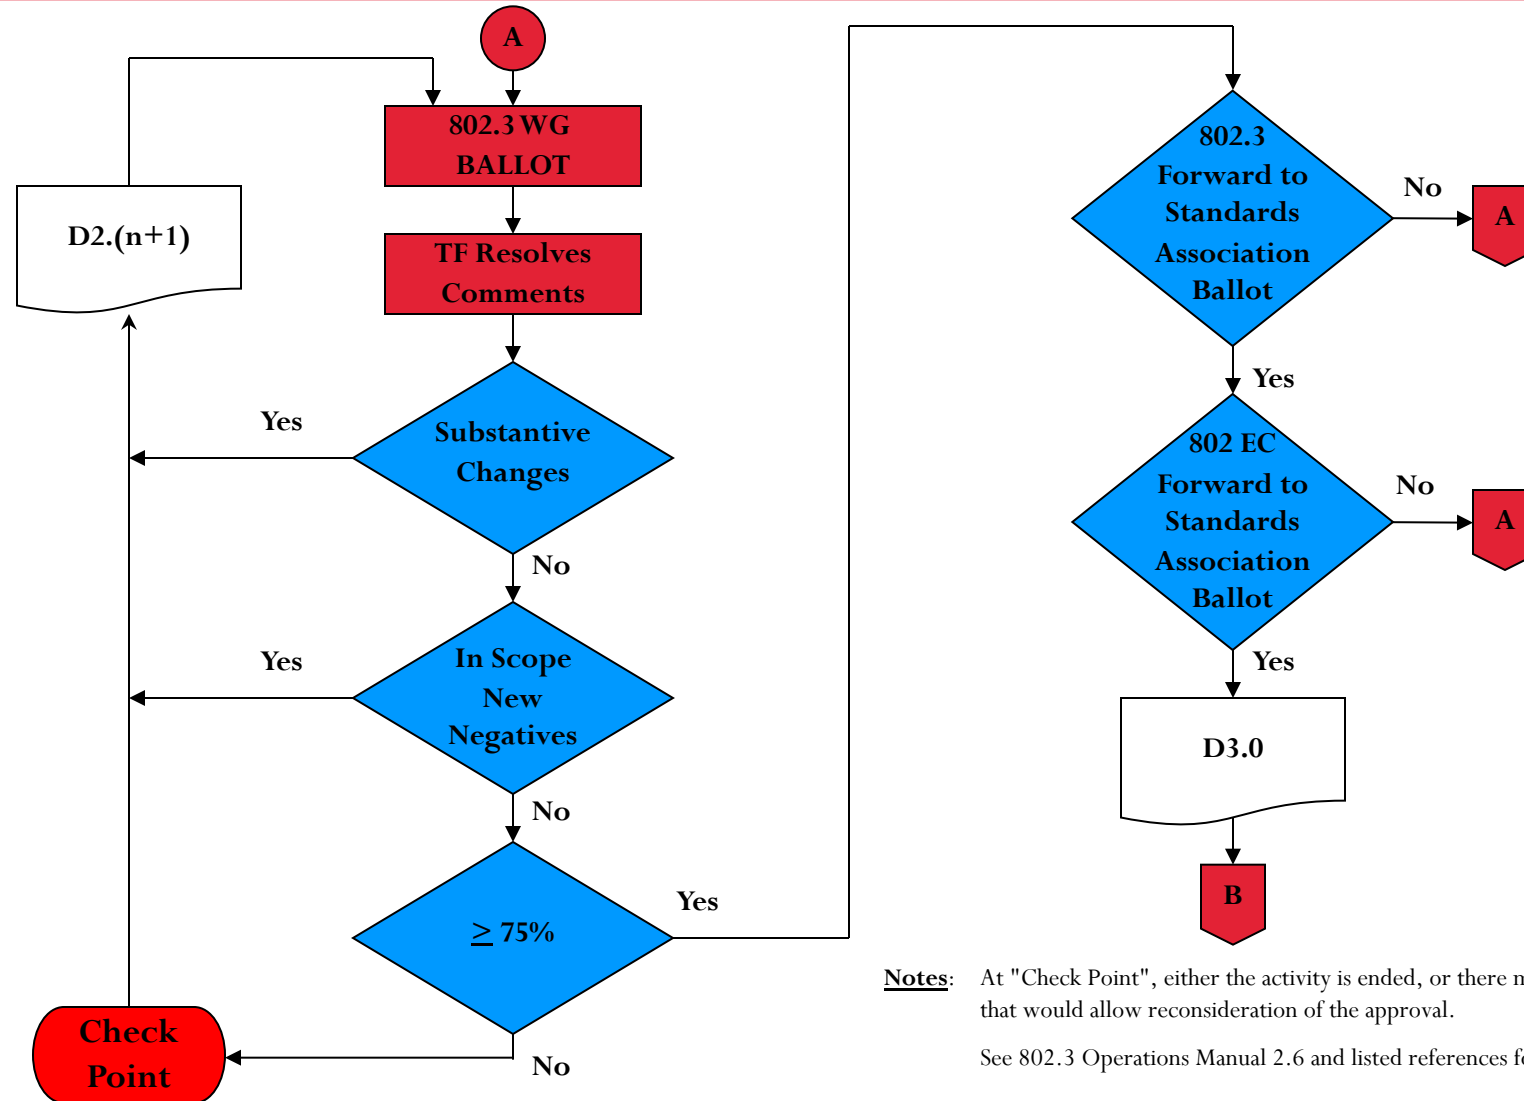 A
802.3 WG
BALLOT
D2.(n+1)
TF Resolves
Comments
Substantive
Changes
Yes
No
In Scope
New
Negatives
Yes
No
≥ 75%
Yes
No
Check
Point
802.3
Forward to
Standards
Association
Ballot
No
A
Yes
802 EC
Forward to
Standards
Association
Ballot
No
A
Yes
D3.0
B
Notes: At "Check Point", either the activity is ended, or there
that would allow reconsideration of the approval.
See 802.3 Operations Manual 2.6 and listed references